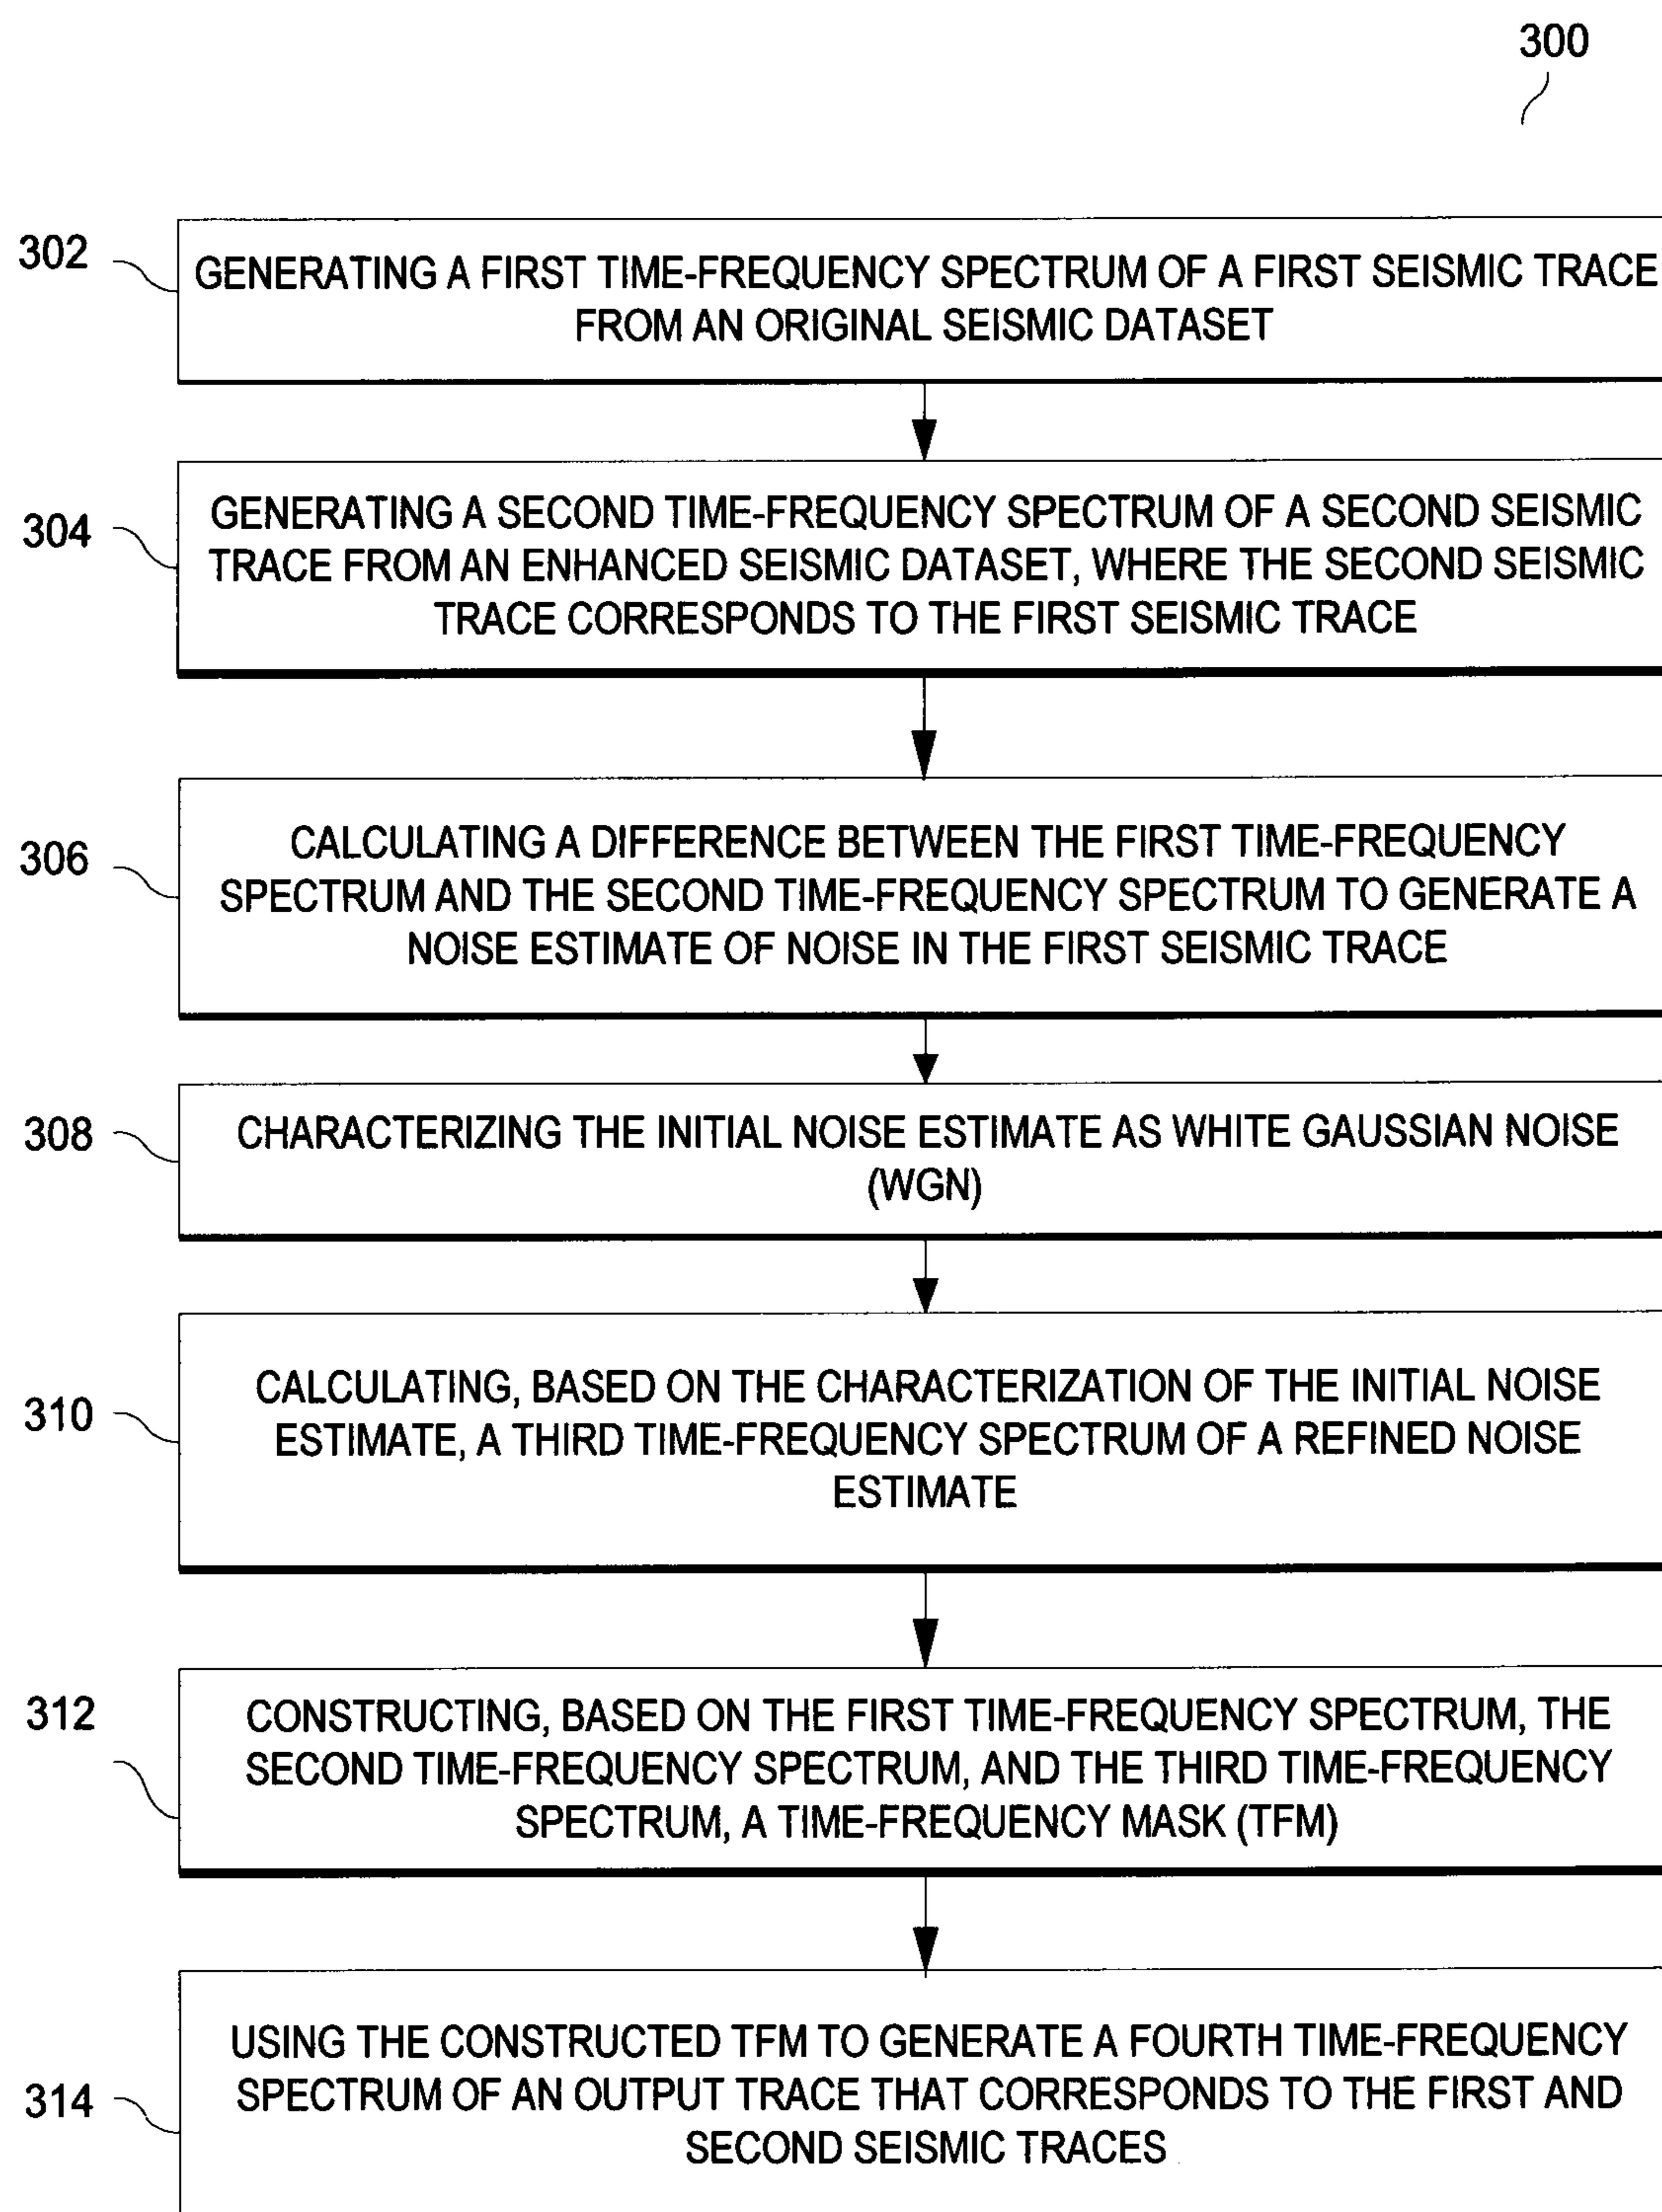 300
302
GENERATING A FIRST TIME-FREQUENCY SPECTRUM OF A FIRST SEISMIC TRACE
FROM AN ORIGINAL SEISMIC DATASET
304
GENERATING A SECOND TIME-FREQUENCY SPECTRUM OF A SECOND SEISMIC
TRACE FROM AN ENHANCED SEISMIC DATASET, WHERE THE SECOND SEISMIC
TRACE CORRESPONDS TO THE FIRST SEISMIC TRACE
306
CALCULATING A DIFFERENCE BETWEEN THE FIRST TIME-FREQUENCY
SPECTRUM AND THE SECOND TIME-FREQUENCY SPECTRUM TO GENERATE A
NOISE ESTIMATE OF NOISE IN THE FIRST SEISMIC TRACE
308
CHARACTERIZING THE INITIAL NOISE ESTIMATE AS WHITE GAUSSIAN NOISE
(WGN)
310
CALCULATING, BASED ON THE CHARACTERIZATION OF THE INITIAL NOISE
ESTIMATE, A THIRD TIME-FREQUENCY SPECTRUM OF A REFINED NOISE
ESTIMATE
312
CONSTRUCTING, BASED ON THE FIRST TIME-FREQUENCY SPECTRUM, THE
SECOND TIME-FREQUENCY SPECTRUM, AND THE THIRD TIME-FREQUENCY
SPECTRUM, A TIME-FREQUENCY MASK (TFM)
314
USING THE CONSTRUCTED TFM TO GENERATE A FOURTH TIME-FREQUENCY
SPECTRUM OF AN OUTPUT TRACE THAT CORRESPONDS TO THE FIRST AND
SECOND SEISMIC TRACES